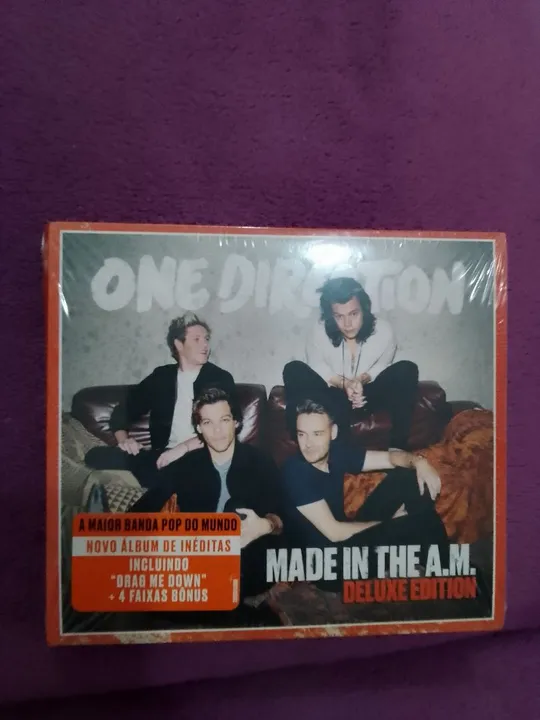 ONE DIRECTION
A MAIOR BANDA POP DO MUNDO
NOVO ÁLBUM DE INÉDITAS
INCLUINDO
"DRAG ME DOWN"
+ 4 FAIXAS BÔNUS
MADE IN THE A.M.
DELUXE EDITION